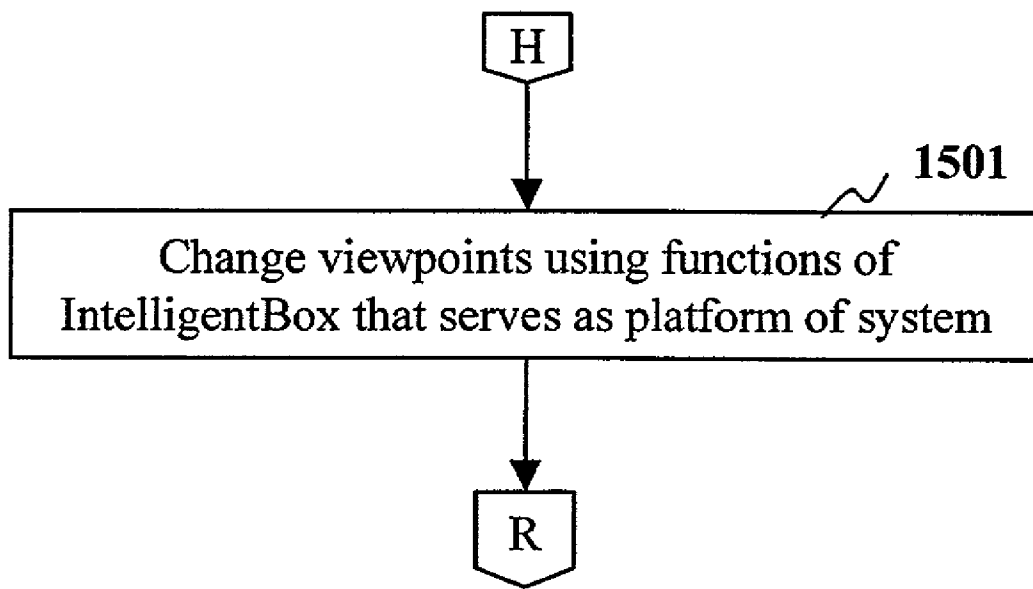 H
1501
Change viewpoints using functions of
IntelligentBox that serves as platform of system
R